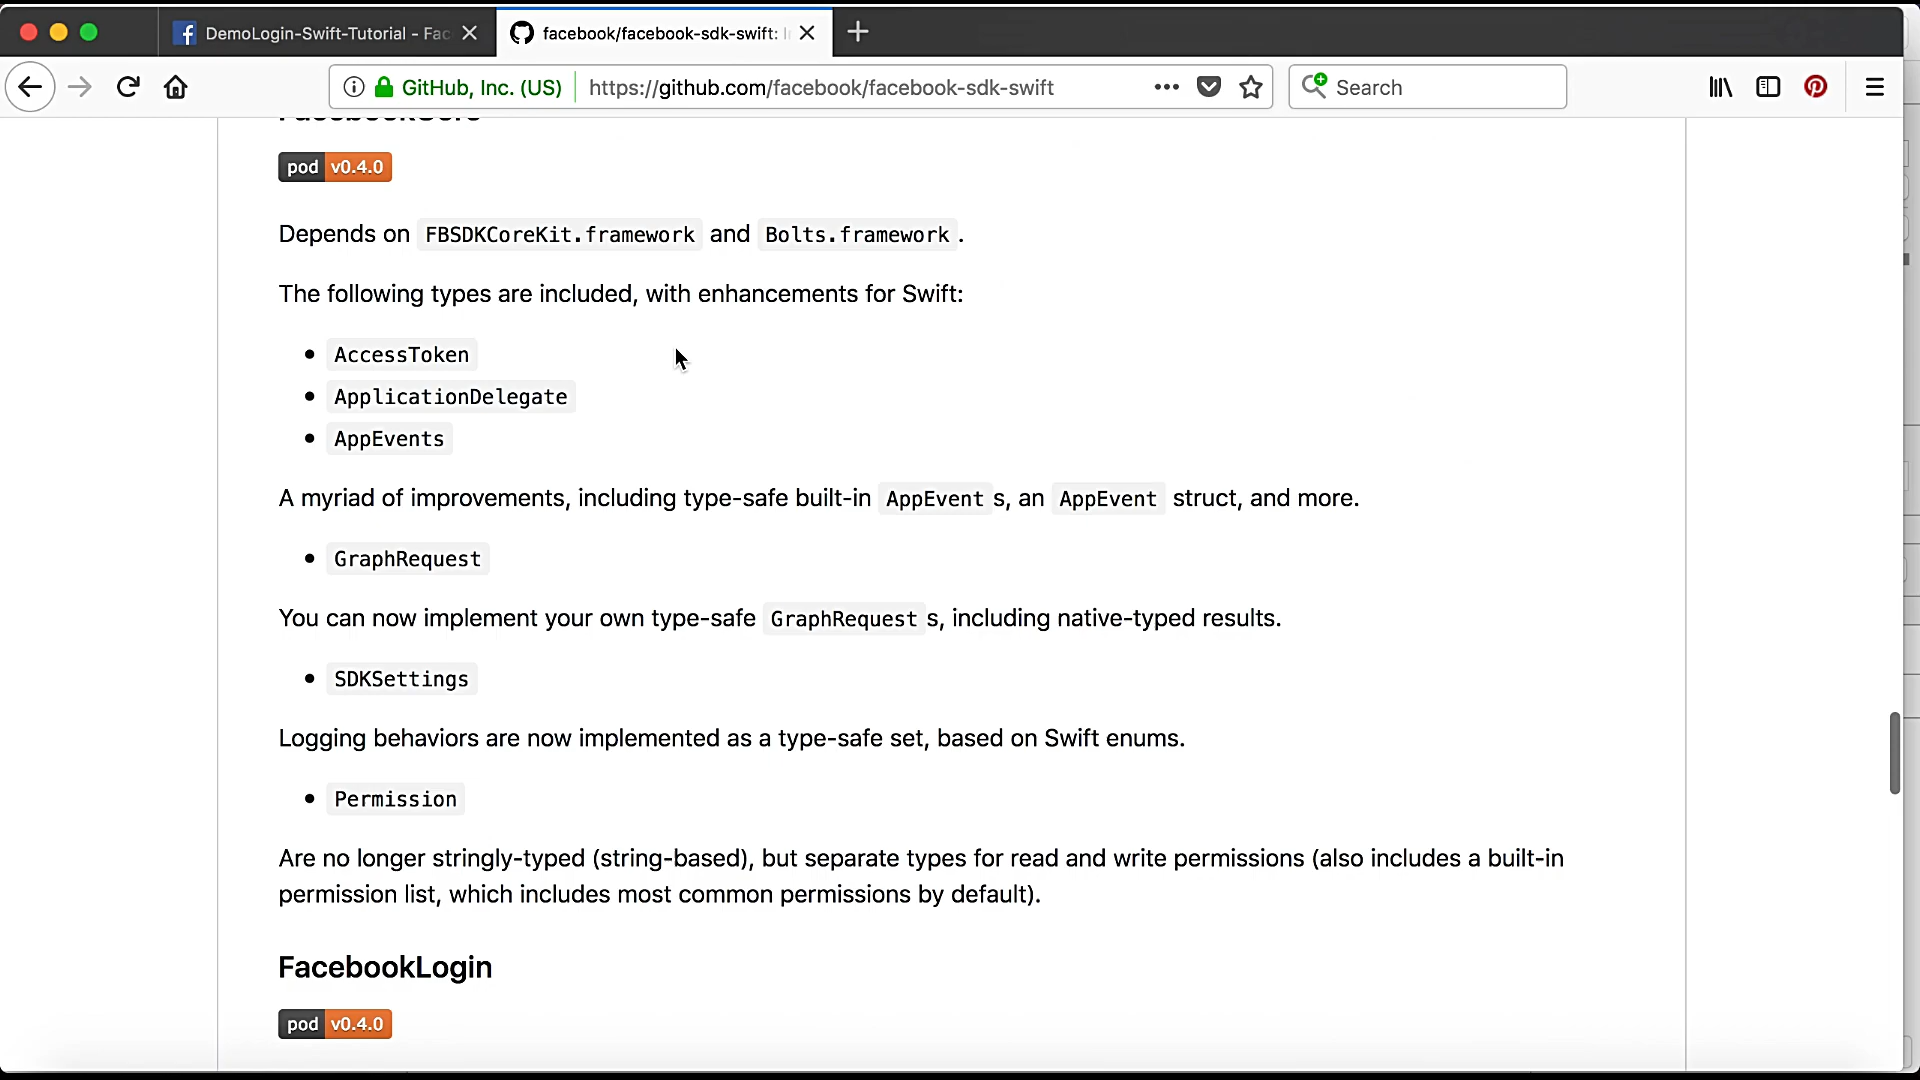 DemoLogin-Swift-Tutorial - Fac
facebook/facebook-sdk-swift: I
GitHub, Inc. (US)
https://github.com/facebook/facebook-sdk-swift
Search
FacebookCore
pod v0.4.0
Depends on FBSDKCoreKit.framework and Bolts.framework.
The following types are included, with enhancements for Swift:
• AccessToken
• ApplicationDelegate
• AppEvents
A myriad of improvements, including type-safe built-in AppEvent s, an AppEvent struct, and more.
• GraphRequest
You can now implement your own type-safe GraphRequest s, including native-typed results.
• SDKSettings
Logging behaviors are now implemented as a type-safe set, based on Swift enums.
• Permission
Are no longer stringly-typed (string-based), but separate types for read and write permissions (also includes a built-in
permission list, which includes most common permissions by default).
FacebookLogin
pod v0.4.0